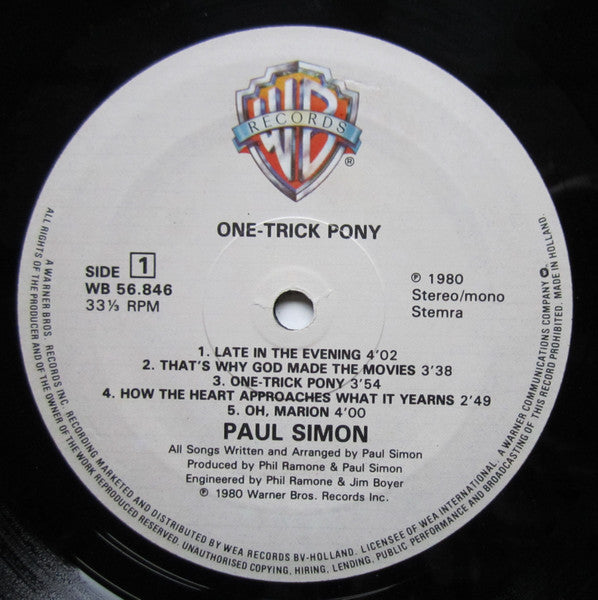 WB
RECORDS
®
ONE-TRICK PONY
SIDE 1
WB 56.846
33⅓ RPM
℗ 1980
Stereo/mono
Stemra
1. LATE IN THE EVENING 4'02
2. THAT'S WHY GOD MADE THE MOVIES 3'38
3. ONE-TRICK PONY 3'54
4. HOW THE HEART APPROACHES WHAT IT YEARNS 2'49
5. OH, MARION 4'00
PAUL SIMON
All Songs Written and Arranged by Paul Simon
Produced by Phil Ramone & Paul Simon
Engineered by Phil Ramone & Jim Boyer
℗ 1980 Warner Bros. Records Inc.
A WARNER BROS. RECORDS INC. RECORDING MARKETED AND DISTRIBUTED BY WEA RECORDS BV-HOLLAND. LICENSEE OF WEA INTERNATIONAL. A WARNER COMMUNICATIONS COMPANY
ALL RIGHTS OF THE PRODUCER AND OF THE OWNER OF THE WORK REPRODUCED RESERVED. UNAUTHORISED COPYING, HIRING, LENDING, PUBLIC PERFORMANCE AND BROADCASTING OF THIS RECORD PROHIBITED. MADE IN HOLLAND.